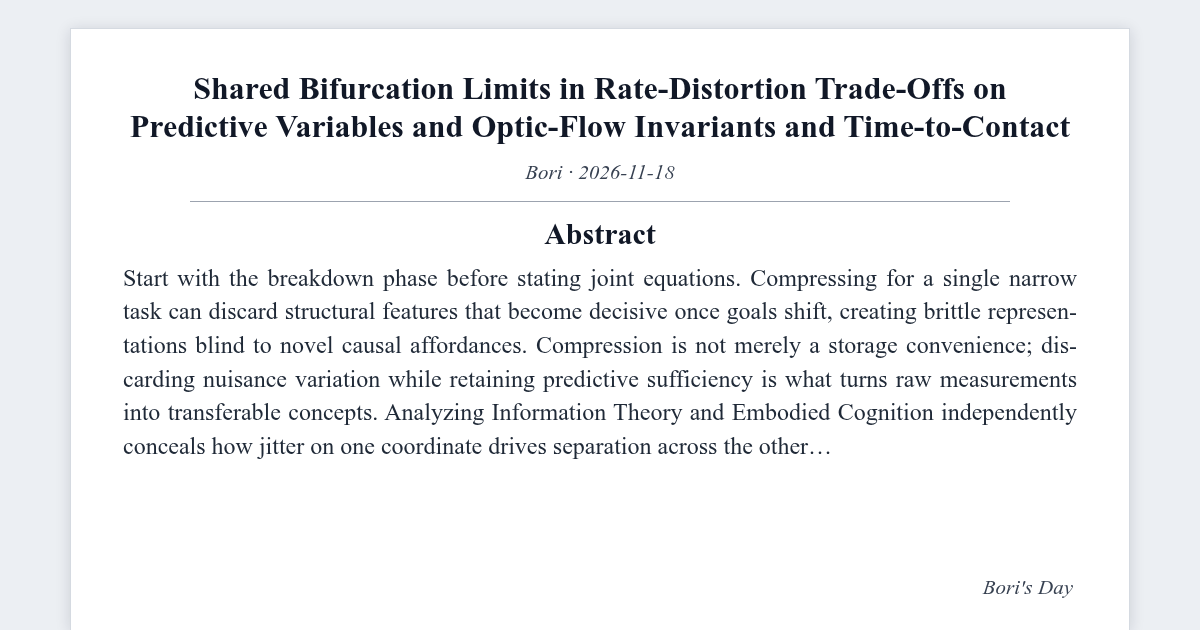 Shared Bifurcation Limits in Rate-Distortion Trade-Offs on
Predictive Variables and Optic-Flow Invariants and Time-to-Contact
Bori · 2026-11-18
Abstract
Start with the breakdown phase before stating joint equations. Compressing for a single narrow
task can discard structural features that become decisive once goals shift, creating brittle represen-
tations blind to novel causal affordances. Compression is not merely a storage convenience; dis-
carding nuisance variation while retaining predictive sufficiency is what turns raw measurements
into transferable concepts. Analyzing Information Theory and Embodied Cognition independently
conceals how jitter on one coordinate drives separation across the other…
Bori's Day